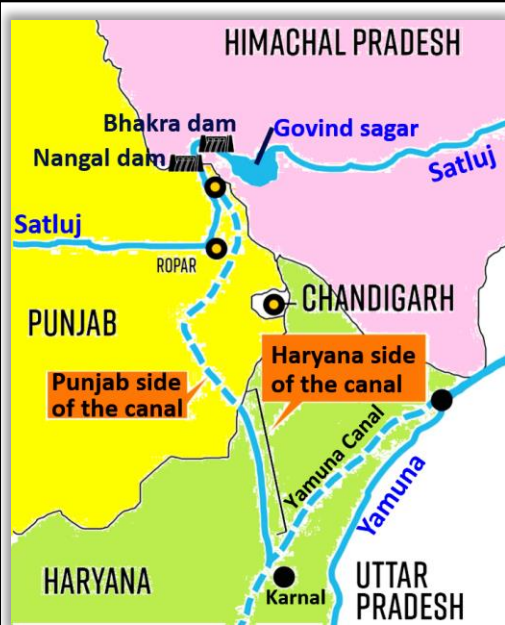 HIMACHAL PRADESH
Bhakra dam
Govind sagar
Nangal dam
Satluj
Satluj
ROPAR
CHANDIGARH
PUNJAB
Haryana side
of the canal
Punjab side
of the canal
Yamuna Canal
Yamuna
HARYANA
Karnal
UTTAR
PRADESH